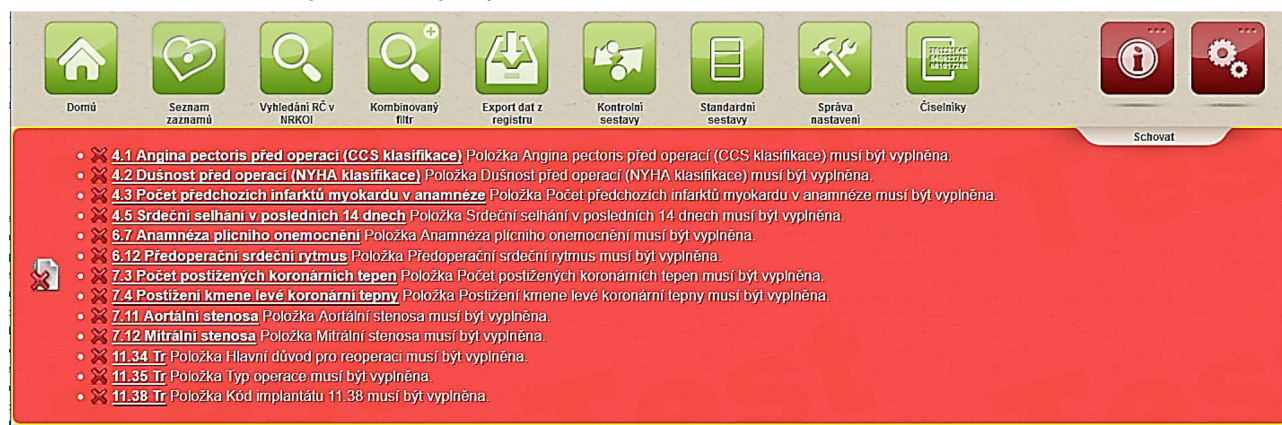 Domů
Seznam zaznamú
Vyhledání RČ v NRKOI
Kombinovaný filtr
Export dat z registru
Kontrolní sestavy
Standardní sestavy
Správa nastavení
Číselníky
Schovat
4.1 Angina pectoris před operací (CCS klasifikace) Položka Angina pectoris před operací (CCS klasifikace) musí být vyplněna.
4.2 Dušnost před operací (NYHA klasifikace) Položka Dušnost před operací (NYHA klasifikace) musí být vyplněna.
4.3 Počet předchozích infarktů myokardu v anamnéze Položka Počet předchozích infarktů myokardu v anamnéze musí být vyplněna.
4.5 Srdeční selhání v posledních 14 dnech Položka Srdeční selhání v posledních 14 dnech musí být vyplněna.
6.7 Anamnéza plícního onemocnění Položka Anamnéza plícního onemocnění musí být vyplněna.
6.12 Předoperační srdeční rytmus Položka Předoperační srdeční rytmus musí být vyplněna.
7.3 Počet postížených koronárních tepen Položka Počet postížených koronárních tepen musí být vyplněna.
7.4 Postížení kmene levé koronární tepny Položka Postížení kmene levé koronární tepny musí být vyplněna.
7.11 Aortální stenosa Položka Aortální stenosa musí být vyplněna.
7.12 Mitrální stenosa Položka Mitrální stenosa musí být vyplněna.
11.34 Tr Položka Hlavní důvod pro reoperaci musí být vyplněna.
11.35 Tr Položka Typ operace musí být vyplněna.
11.38 Tr Položka Kód implantátu 11.38 musí být vyplněna.
Test